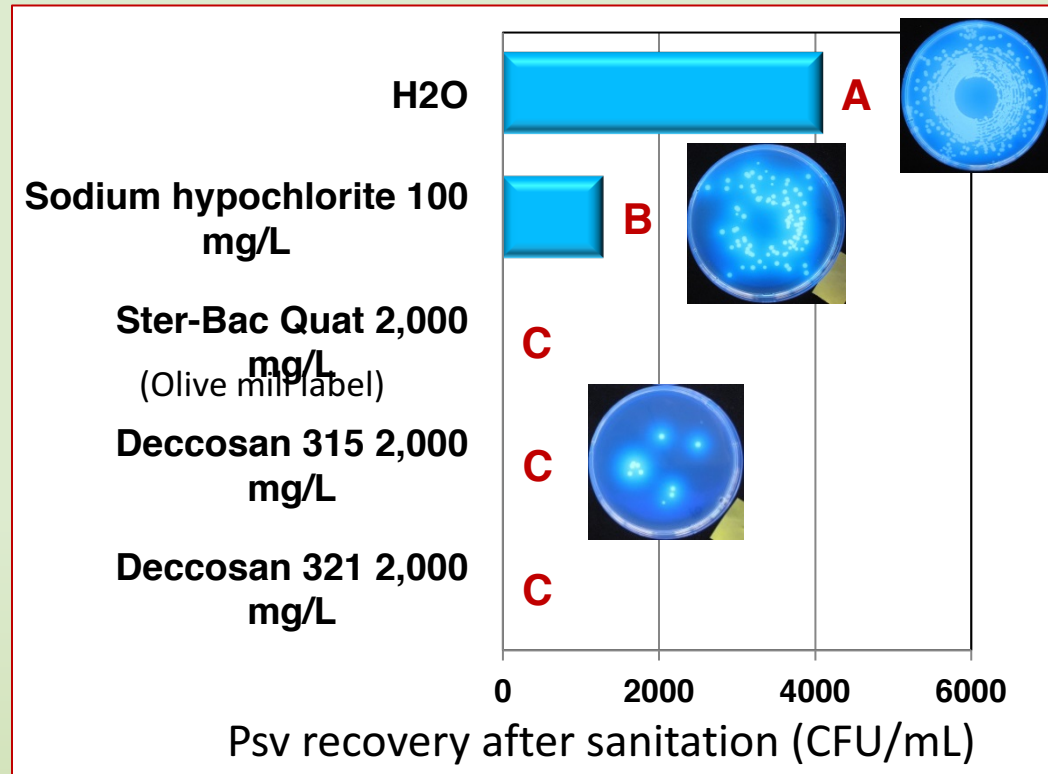 H2O
A
Sodium hypochlorite 100
mg/L
B
Ster-Bac Quat 2,000
mg/L
(Olive mill label)
C
Deccosan 315 2,000
mg/L
C
Deccosan 321 2,000
mg/L
C
0 2000 4000 6000
Psv recovery after sanitation (CFU/mL)